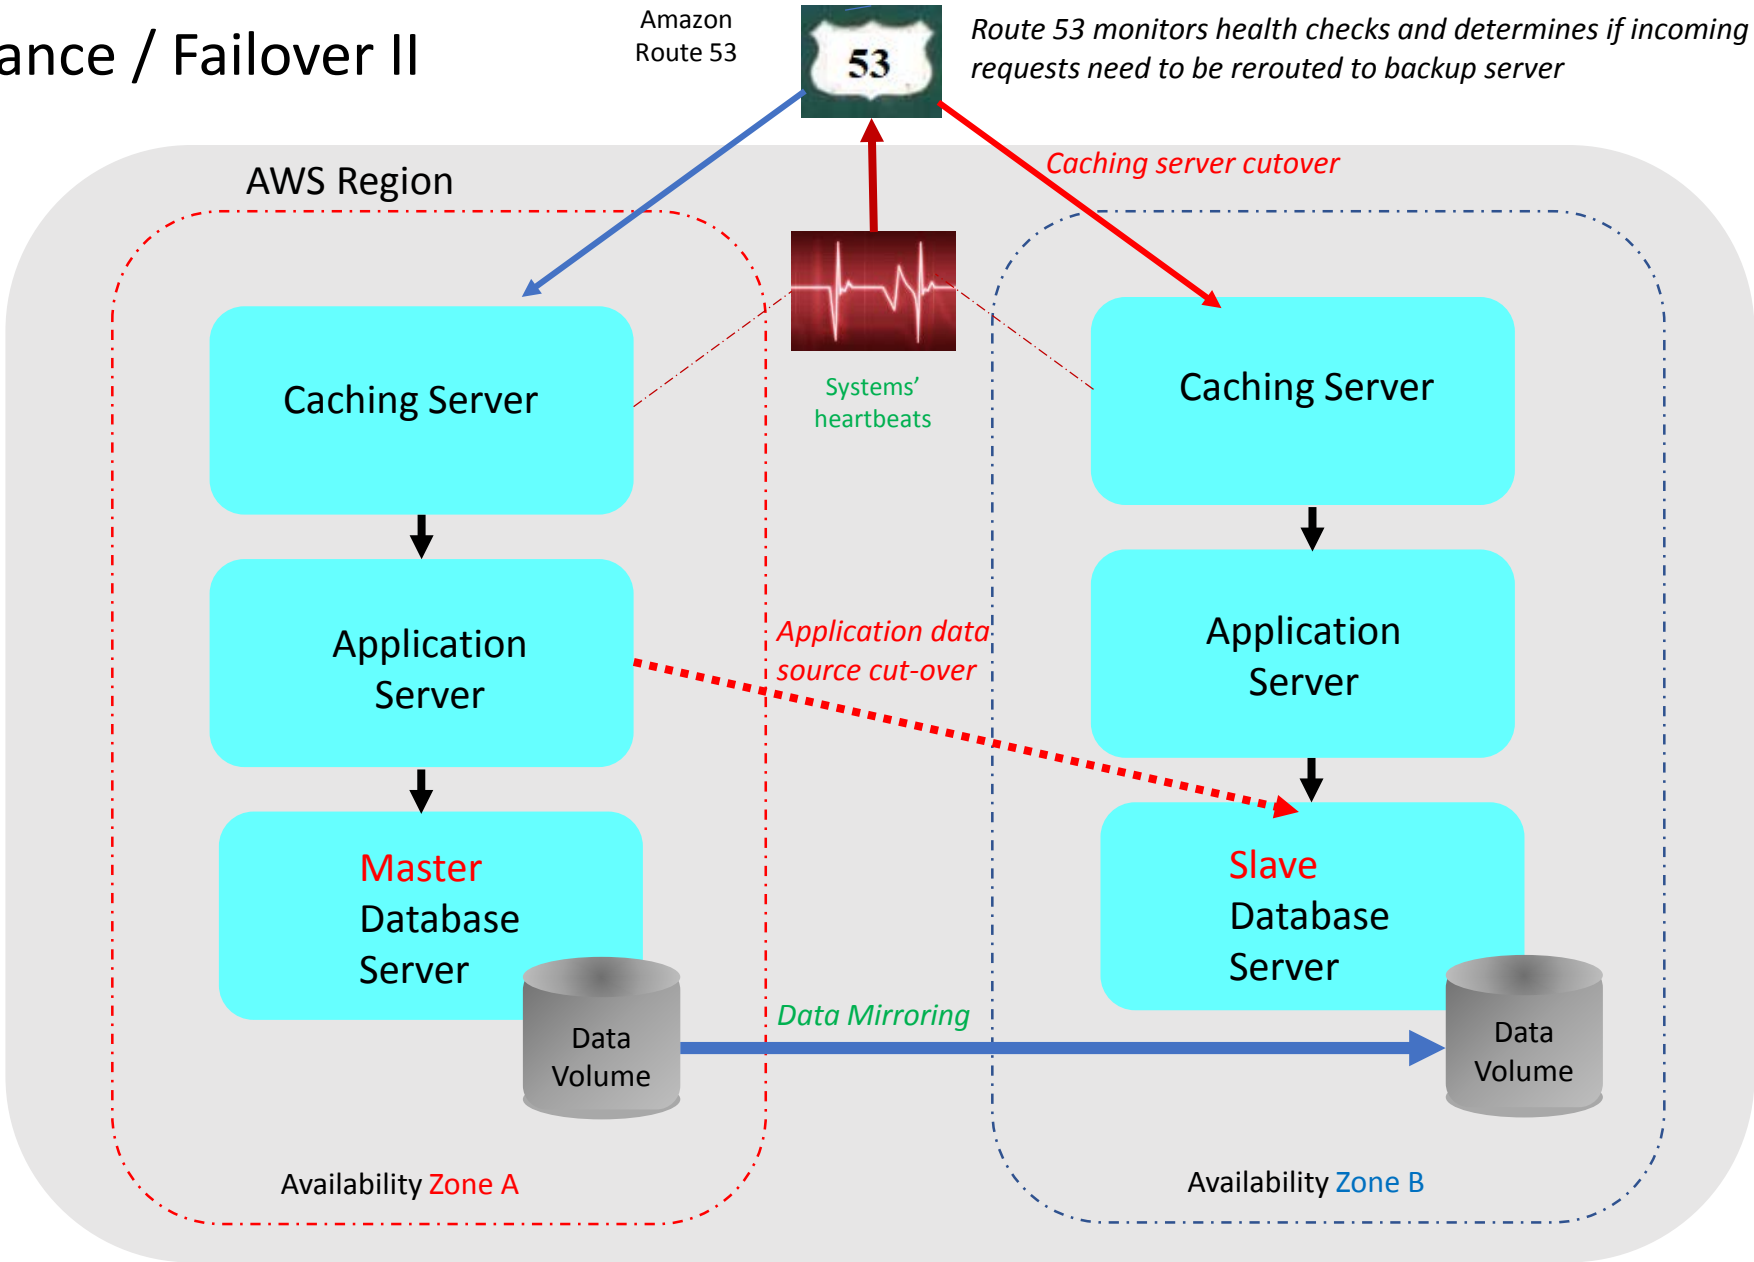 ance / Failover II
Amazon
Route 53
53
Route 53 monitors health checks and determines if incoming
requests need to be rerouted to backup server
AWS Region
Caching server cutover
Caching Server
Systems’
heartbeats
Caching Server
Application
Server
Application data
source cut-over
Application
Server
Master
Database
Server
Slave
Database
Server
Data
Volume
Data Mirroring
Data
Volume
Availability Zone A
Availability Zone B